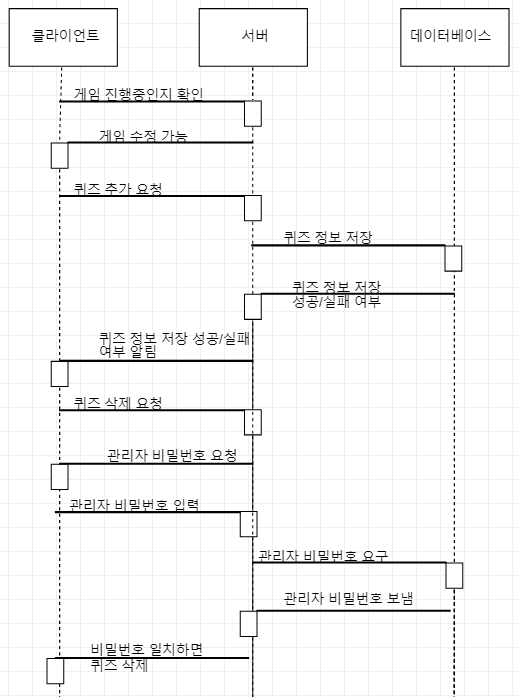 클라이언트
서버
데이터베이스
게임 진행중인지 확인
게임 수정 가능
퀴즈 추가 요청
퀴즈 정보 저장
퀴즈 정보 저장
성공/실패 여부
퀴즈 정보 저장 성공/실패
여부 알림
퀴즈 삭제 요청
관리자 비밀번호 요청
관리자 비밀번호 입력
관리자 비밀번호 요구
관리자 비밀번호 보냄
비밀번호 일치하면
퀴즈 삭제